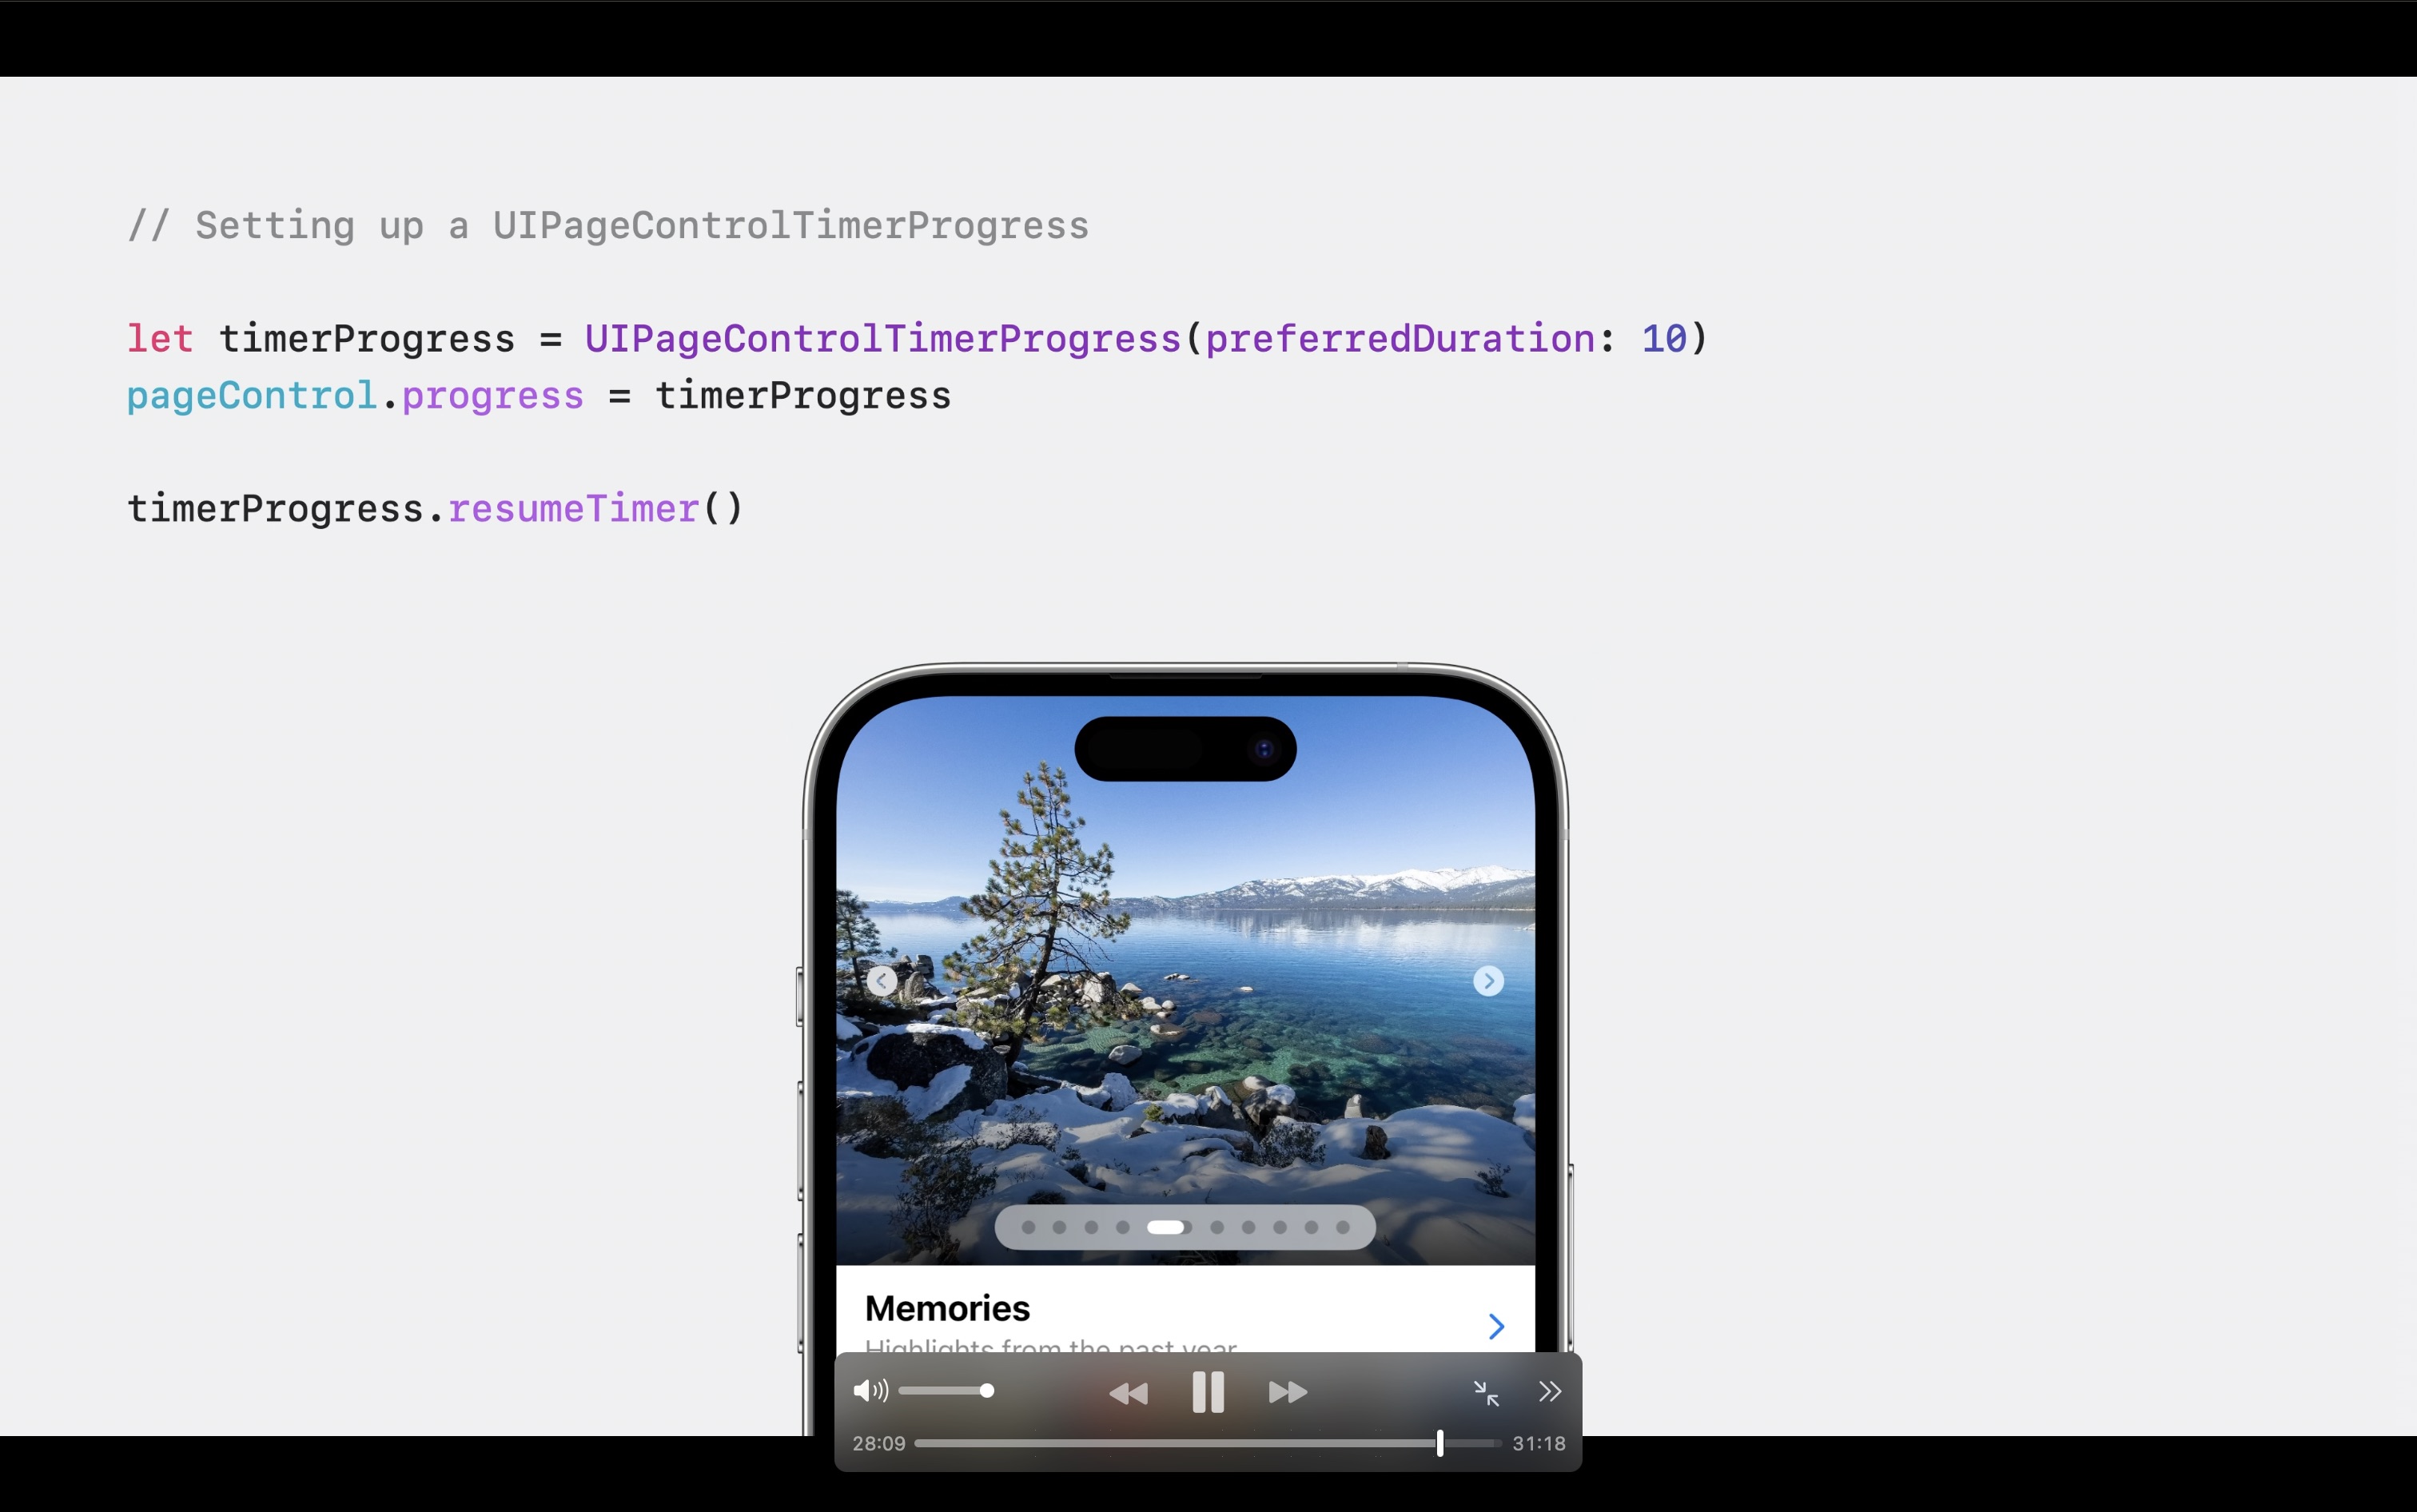 // Setting up a UIPageControlTimerProgress
let timerProgress = UIPageControlTimerProgress(preferredDuration: 10)
pageControl.progress = timerProgress
timerProgress.resumeTimer()
Memories
Highlights from the past year
28:09
31:18